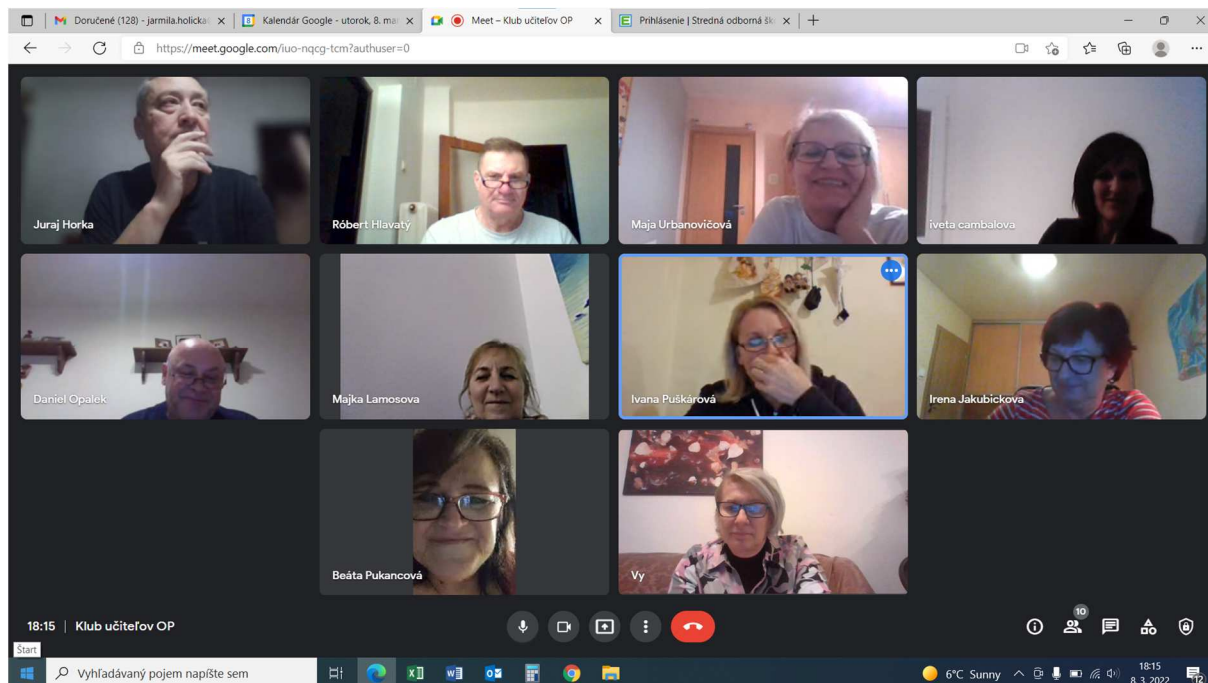 Doručené (128) - jarmila.holicka
Kalendár Google - utorok, 8. ma
Meet – Klub učiteľov OP
Prihlásenie | Stredná odborná šk
https://meet.google.com/iuo-nqcg-tcm?authuser=0
Juraj Horka
Róbert Hlavatý
Maja Urbanovičová
iveta cambalova
Daniel Opalek
Majka Lamosova
Ivana Puškárová
Irena Jakubickova
Beáta Pukancová
Vy
18:15 | Klub učiteľov OP
10
Štart
Vyhľadávaný pojem napíšte sem
6°C Sunny
18:15
8. 3. 2022
12